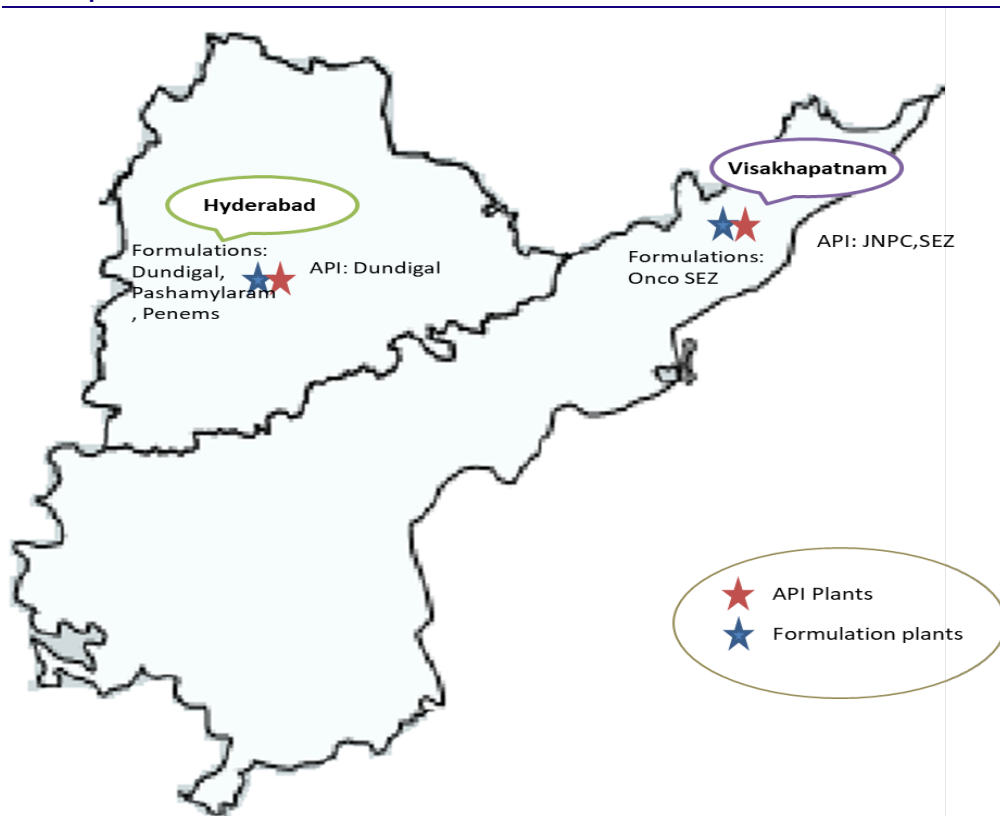 Hyderabad
Formulations:
Dundigal,
Pashamylaram
, Penems
API: Dundigal
Visakhapatnam
Formulations:
Onco SEZ
API: JNPC,SEZ
API Plants
Formulation plants